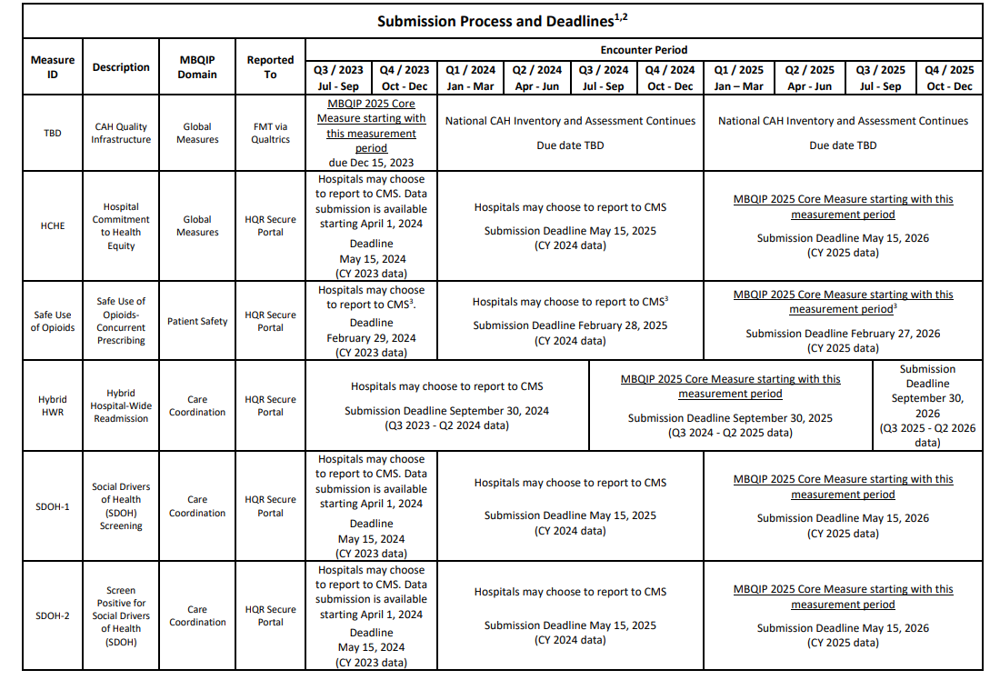 Submission Process and Deadlines1,2
Measure
ID
Description
MBQIP
Domain
Reported
To
Encounter Period
Q3 / 2023
Jul - Sep
Q4 / 2023
Oct - Dec
Q1 / 2024
Jan - Mar
Q2 / 2024
Apr - Jun
Q3 / 2024
Jul - Sep
Q4 / 2024
Oct - Dec
Q1 / 2025
Jan – Mar
Q2 / 2025
Apr - Jun
Q3 / 2025
Jul - Sep
Q4 / 2025
Oct - Dec
TBD
CAH Quality
Infrastructure
Global
Measures
FMT via
Qualtrics
MBQIP 2025 Core
Measure starting with
this measurement
period
due Dec 15, 2023
National CAH Inventory and Assessment Continues
Due date TBD
National CAH Inventory and Assessment Continues
Due date TBD
HCHE
Hospital
Commitment
to Health
Equity
Global
Measures
HQR Secure
Portal
Hospitals may choose
to report to CMS. Data
submission is available
starting April 1, 2024
Deadline
May 15, 2024
(CY 2023 data)
Hospitals may choose to report to CMS
Submission Deadline May 15, 2025
(CY 2024 data)
MBQIP 2025 Core Measure starting with this
measurement period
Submission Deadline May 15, 2026
(CY 2025 data)
Safe Use
of Opioids
Safe Use of
Opioids-
Concurrent
Prescribing
Patient Safety
HQR Secure
Portal
Hospitals may choose
to report to CMS3.
Deadline
February 29, 2024
(CY 2023 data)
Hospitals may choose to report to CMS3
Submission Deadline February 28, 2025
(CY 2024 data)
MBQIP 2025 Core Measure starting with this
measurement period3
Submission Deadline February 27, 2026
(CY 2025 data)
Hybrid
HWR
Hybrid
Hospital-Wide
Readmission
Care
Coordination
HQR Secure
Portal
Hospitals may choose to report to CMS
Submission Deadline September 30, 2024
(Q3 2023 - Q2 2024 data)
MBQIP 2025 Core Measure starting with this
measurement period
Submission Deadline September 30, 2025
(Q3 2024 - Q2 2025 data)
Submission
Deadline
September 30,
2026
(Q3 2025 - Q2 2026
data)
SDOH-1
Social Drivers
of Health
(SDOH)
Screening
Care
Coordination
HQR Secure
Portal
Hospitals may choose
to report to CMS. Data
submission is available
starting April 1, 2024
Deadline
May 15, 2024
(CY 2023 data)
Hospitals may choose to report to CMS
Submission Deadline May 15, 2025
(CY 2024 data)
MBQIP 2025 Core Measure starting with this
measurement period
Submission Deadline May 15, 2026
(CY 2025 data)
SDOH-2
Screen
Positive for
Social Drivers
of Health
(SDOH)
Care
Coordination
HQR Secure
Portal
Hospitals may choose
to report to CMS. Data
submission is available
starting April 1, 2024
Deadline
May 15, 2024
(CY 2023 data)
Hospitals may choose to report to CMS
Submission Deadline May 15, 2025
(CY 2024 data)
MBQIP 2025 Core Measure starting with this
measurement period
Submission Deadline May 15, 2026
(CY 2025 data)